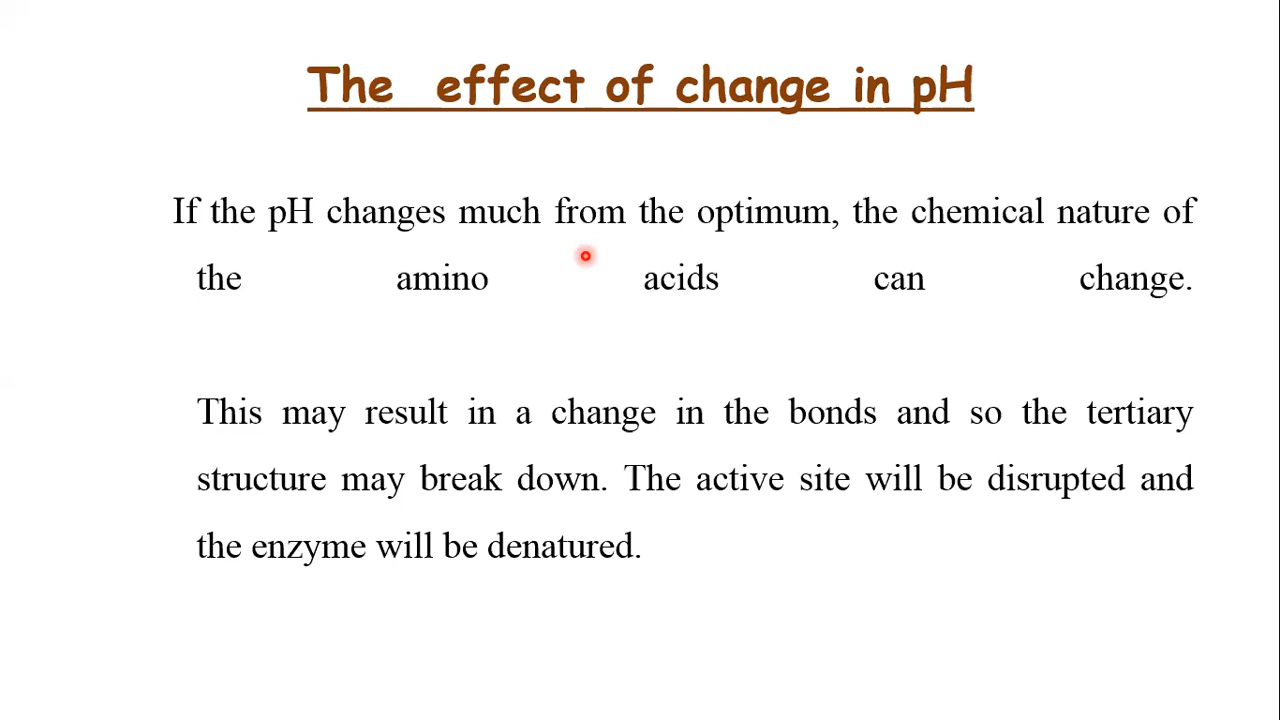 The effect of change in pH
If the pH changes much from the optimum, the chemical nature of
the amino acids can change.
This may result in a change in the bonds and so the tertiary
structure may break down. The active site will be disrupted and
the enzyme will be denatured.